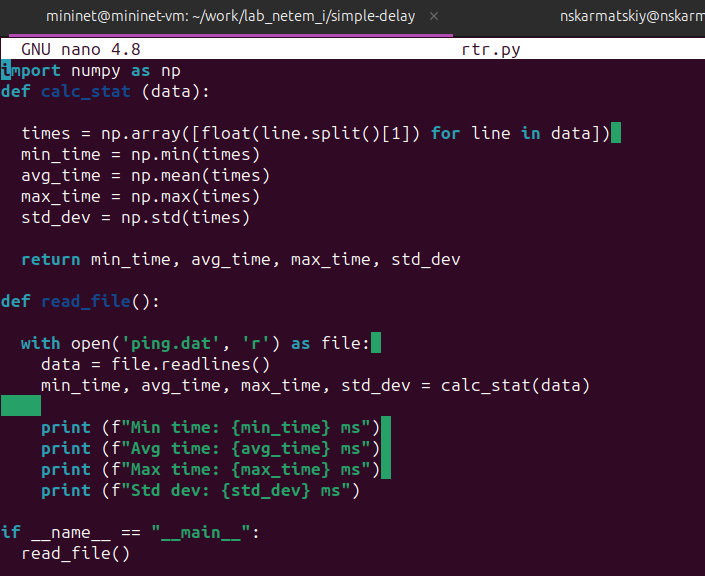 mininet@mininet-vm: ~/work/lab_netem_i/simple-delay × nskarmatskiy@nskarm
GNU nano 4.8 rtr.py
import numpy as np
def calc_stat (data):
times = np.array([float(line.split()[1]) for line in data])
min_time = np.min(times)
avg_time = np.mean(times)
max_time = np.max(times)
std_dev = np.std(times)
return min_time, avg_time, max_time, std_dev
def read_file():
with open('ping.dat', 'r') as file:
data = file.readlines()
min_time, avg_time, max_time, std_dev = calc_stat(data)
print (f"Min time: {min_time} ms")
print (f"Avg time: {avg_time} ms")
print (f"Max time: {max_time} ms")
print (f"Std dev: {std_dev} ms")
if __name__ == "__main__":
read_file()